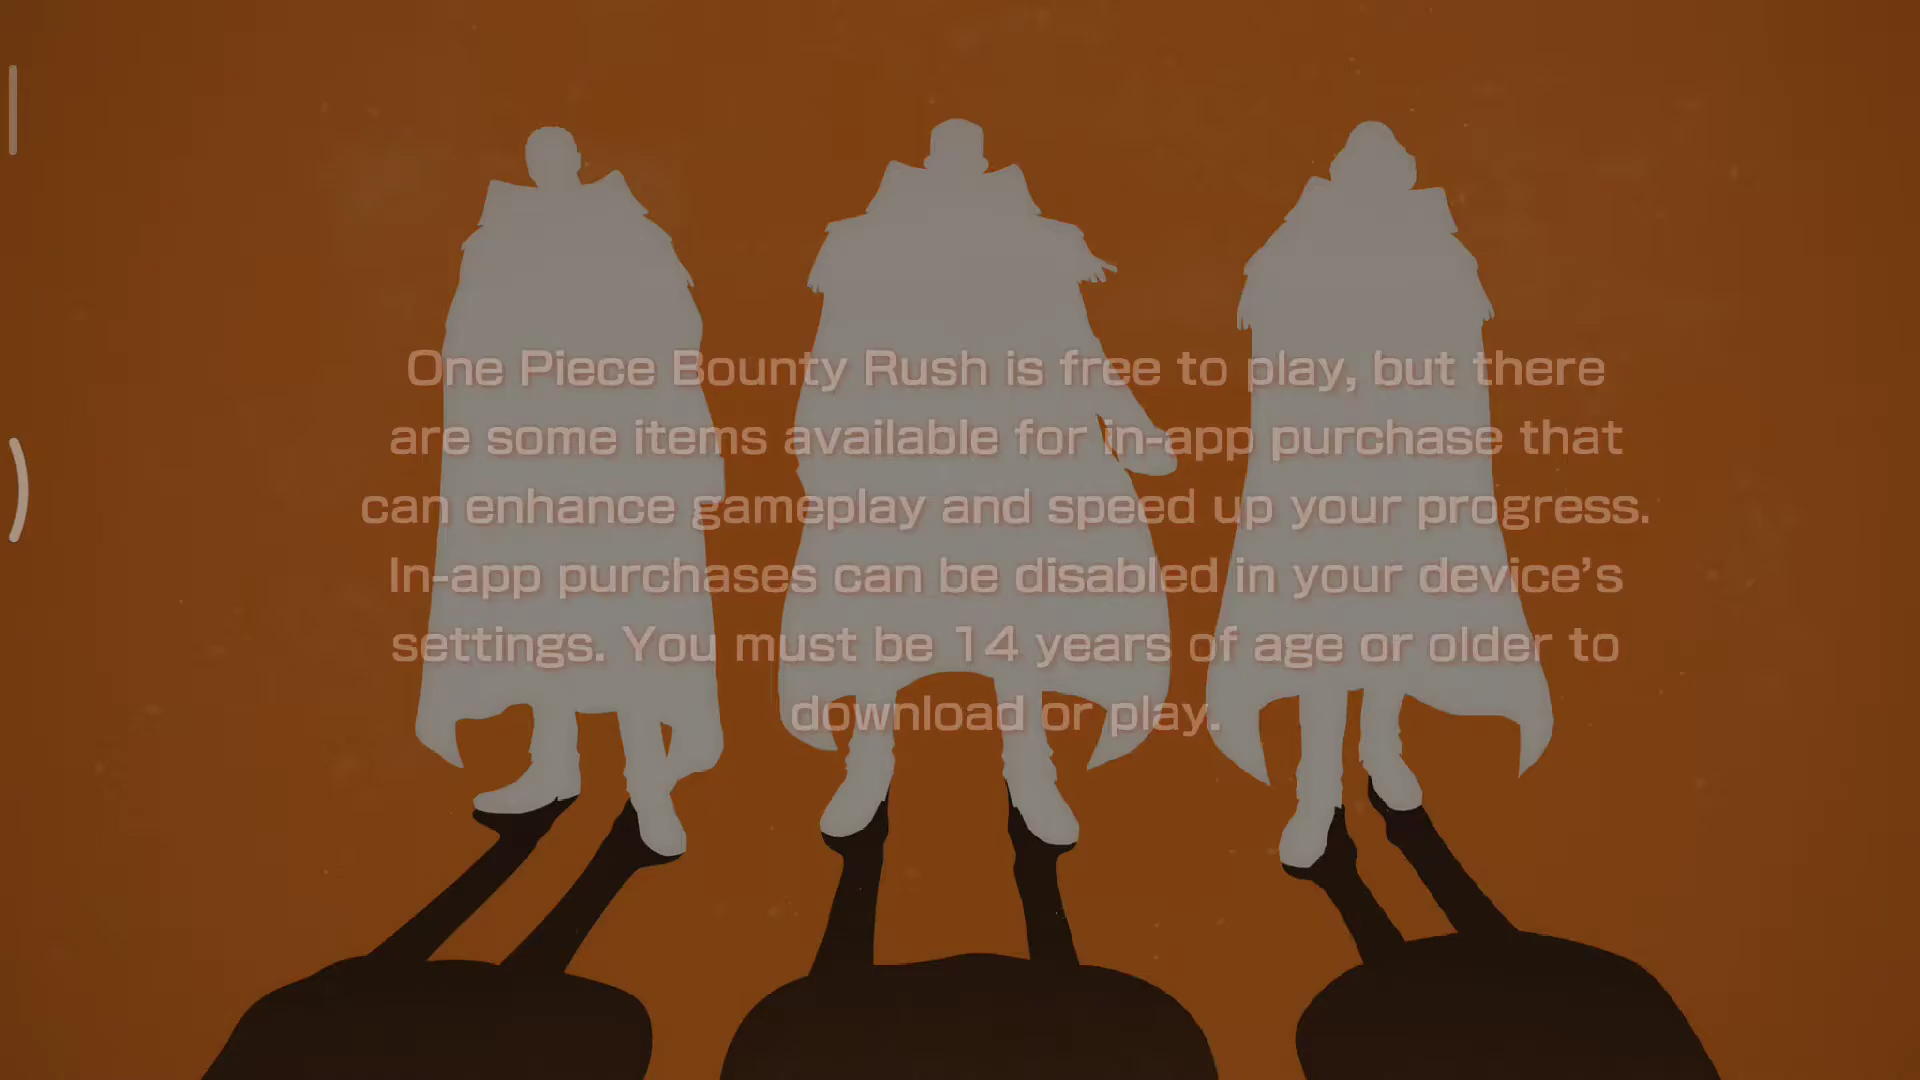 One Piece Bounty Rush is free to play, but there
are some items available for in-app purchase that
can enhance gameplay and speed up your progress.
In-app purchases can be disabled in your device’s
settings. You must be 14 years of age or older to
download or play.